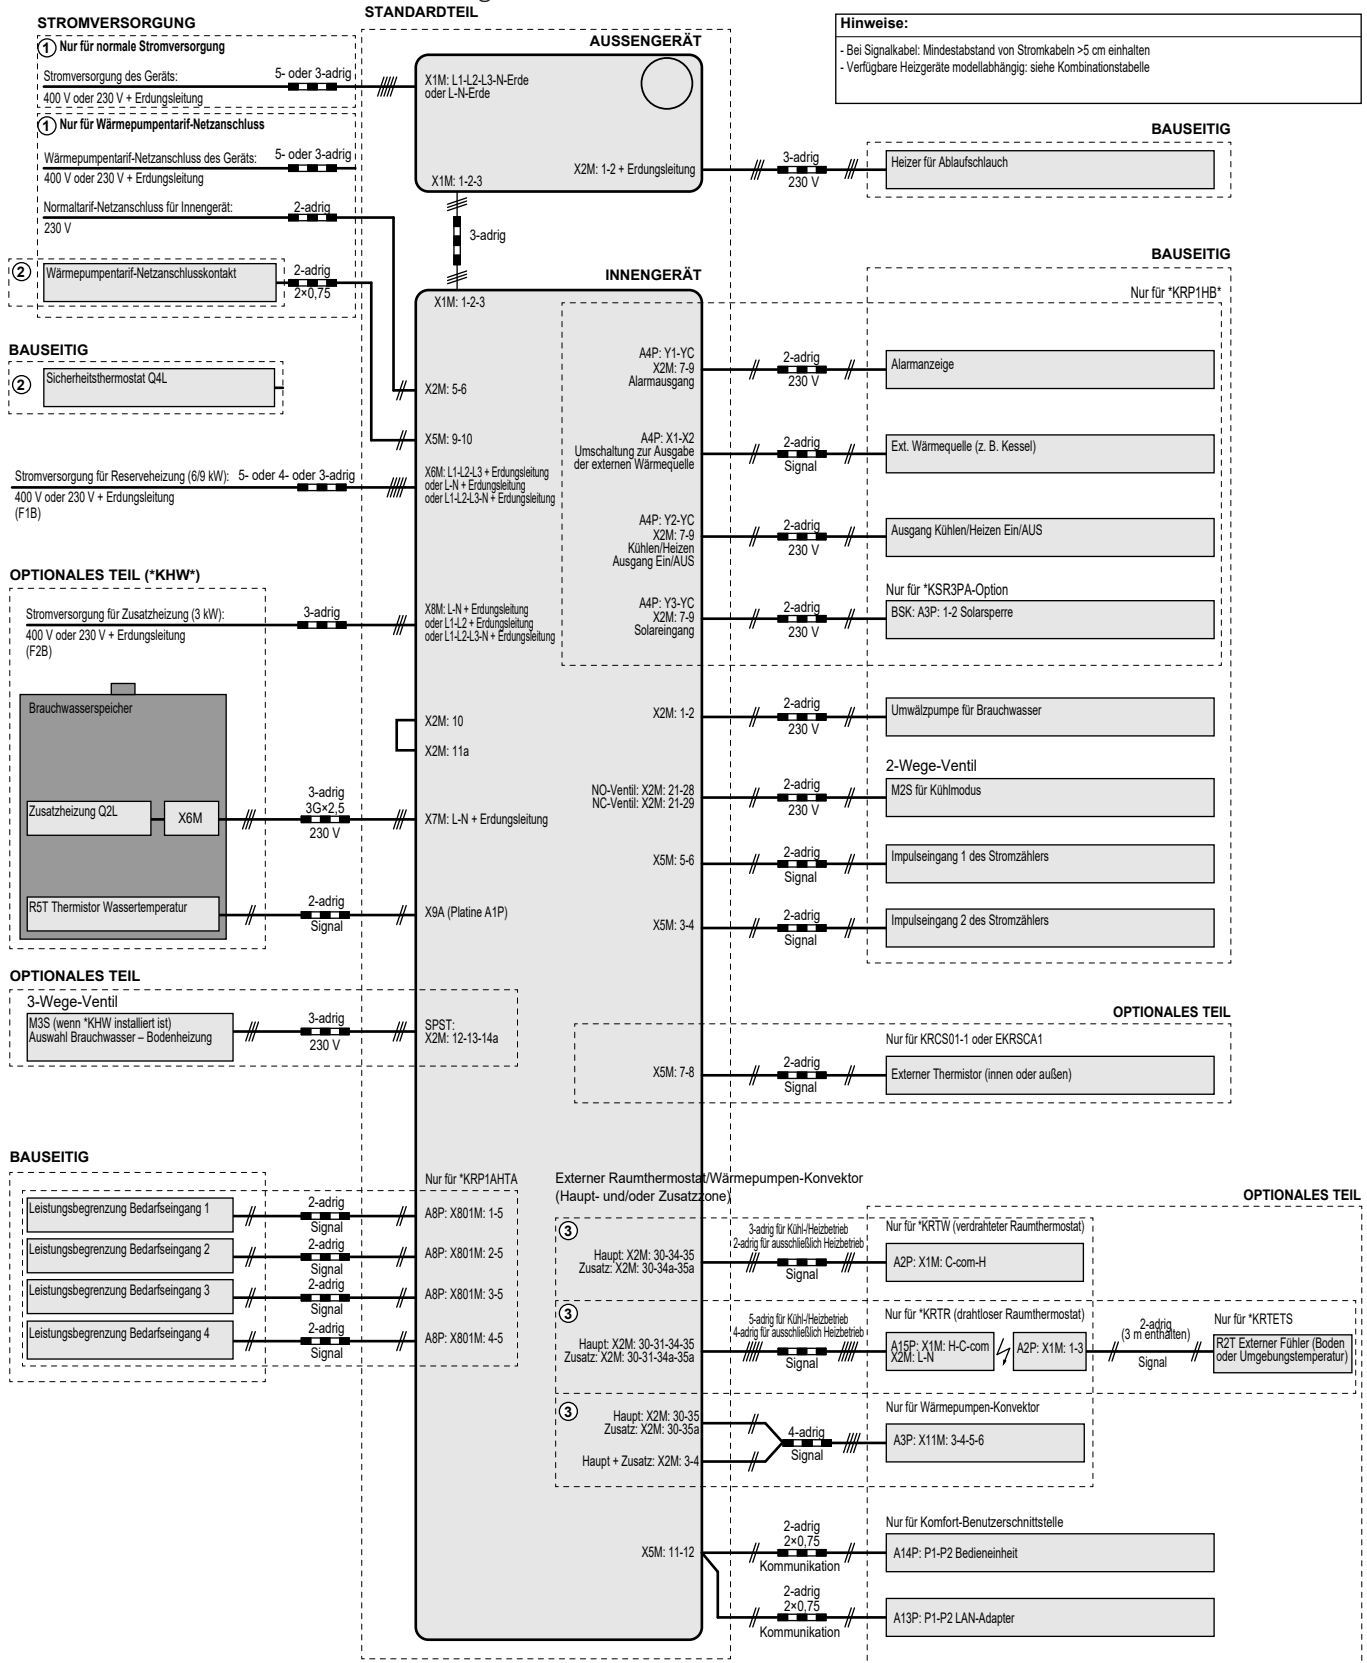 STANDARDTEIL
STROMVERSORGUNG
① Nur für normale Stromversorgung
Stromversorgung des Geräts:
5- oder 3-adrig
400 V oder 230 V + Erdungsleitung
① Nur für Wärmepumpentarif-Netzanschluss
Wärmepumpentarif-Netzanschluss des Geräts:
5- oder 3-adrig
400 V oder 230 V + Erdungsleitung
Normaltarif-Netzanschluss für Innengerät:
2-adrig
230 V
②
Wärmepumpentarif-Netzanschlusskontakt
2-adrig
2×0,75
BAUSEITIG
②
Sicherheitsthermostat Q4L
Stromversorgung für Reserveheizung (6/9 kW):
5- oder 4- oder 3-adrig
400 V oder 230 V + Erdungsleitung
(F1B)
OPTIONALES TEIL (*KHW*)
Stromversorgung für Zusatzheizung (3 kW):
3-adrig
400 V oder 230 V + Erdungsleitung
(F2B)
Brauchwasserspeicher
Zusatzheizung Q2L
X6M
3-adrig
3G×2,5
230 V
R5T Thermistor Wassertemperatur
2-adrig
Signal
OPTIONALES TEIL
3-Wege-Ventil
M3S (wenn *KHW installiert ist)
Auswahl Brauchwasser – Bodenheizung
3-adrig
230 V
BAUSEITIG
Leistungsbegrenzung Bedarfseingang 1
2-adrig
Signal
Leistungsbegrenzung Bedarfseingang 2
2-adrig
Signal
Leistungsbegrenzung Bedarfseingang 3
2-adrig
Signal
Leistungsbegrenzung Bedarfseingang 4
2-adrig
Signal
AUSSENGERÄT
X1M: L1-L2-L3-N-Erde
oder L-N-Erde
X2M: 1-2 + Erdungsleitung
X1M: 1-2-3
3-adrig
INNENGERÄT
X1M: 1-2-3
X2M: 5-6
X5M: 9-10
X6M: L1-L2-L3 + Erdungsleitung
oder L-N + Erdungsleitung
oder L1-L2-L3-N + Erdungsleitung
X8M: L-N + Erdungsleitung
oder L1-L2 + Erdungsleitung
oder L1-L2-L3-N + Erdungsleitung
X2M: 10
X2M: 11a
X7M: L-N + Erdungsleitung
X9A (Platine A1P)
SPST:
X2M: 12-13-14a
Nur für *KRP1AHTA
A8P: X801M: 1-5
A8P: X801M: 2-5
A8P: X801M: 3-5
A8P: X801M: 4-5
Hinweise:
- Bei Signalkabel: Mindestabstand von Stromkabeln >5 cm einhalten
- Verfügbare Heizgeräte modellabhängig: siehe Kombinationstabelle
BAUSEITIG
3-adrig
230 V
Heizer für Ablaufschlauch
BAUSEITIG
Nur für *KRP1HB*
A4P: Y1-YC
X2M: 7-9
Alarmausgang
2-adrig
230 V
Alarmanzeige
A4P: X1-X2
Umschaltung zur Ausgabe
der externen Wärmequelle
2-adrig
Signal
Ext. Wärmequelle (z. B. Kessel)
A4P: Y2-YC
X2M: 7-9
Kühlen/Heizen
Ausgang Ein/AUS
2-adrig
230 V
Ausgang Kühlen/Heizen Ein/AUS
Nur für *KSR3PA-Option
A4P: Y3-YC
X2M: 7-9
Solareingang
2-adrig
230 V
BSK: A3P: 1-2 Solarsperre
X2M: 1-2
2-adrig
230 V
Umwälzpumpe für Brauchwasser
2-Wege-Ventil
NO-Ventil: X2M: 21-28
NC-Ventil: X2M: 21-29
2-adrig
230 V
M2S für Kühlmodus
X5M: 5-6
2-adrig
Signal
Impulseingang 1 des Stromzählers
X5M: 3-4
2-adrig
Signal
Impulseingang 2 des Stromzählers
OPTIONALES TEIL
Nur für KRCS01-1 oder EKRSCA1
X5M: 7-8
2-adrig
Signal
Externer Thermistor (innen oder außen)
Externer Raumthermostat/Wärmepumpen-Konvektor
(Haupt- und/oder Zusatzzone)
OPTIONALES TEIL
③
Haupt: X2M: 30-34-35
Zusatz: X2M: 30-34a-35a
3-adrig für Kühl-/Heizbetrieb
2-adrig für ausschließlich Heizbetrieb
Signal
Nur für *KRTW (verdrahteter Raumthermostat)
A2P: X1M: C-com-H
③
Haupt: X2M: 30-31-34-35
Zusatz: X2M: 30-31-34a-35a
5-adrig für Kühl-/Heizbetrieb
4-adrig für ausschließlich Heizbetrieb
Signal
Nur für *KRTR (drahtloser Raumthermostat)
A15P: X1M: H-C-com
X2M: L-N
A2P: X1M: 1-3
2-adrig
(3 m enthalten)
Signal
Nur für *KRTETS
R2T Externer Fühler (Boden
oder Umgebungstemperatur)
③
Haupt: X2M: 30-35
Zusatz: X2M: 30-35a
Haupt + Zusatz: X2M: 3-4
4-adrig
Signal
Nur für Wärmepumpen-Konvektor
A3P: X11M: 3-4-5-6
X5M: 11-12
2-adrig
2×0,75
Kommunikation
Nur für Komfort-Benutzerschnittstelle
A14P: P1-P2 Bedieneinheit
2-adrig
2×0,75
Kommunikation
A13P: P1-P2 LAN-Adapter